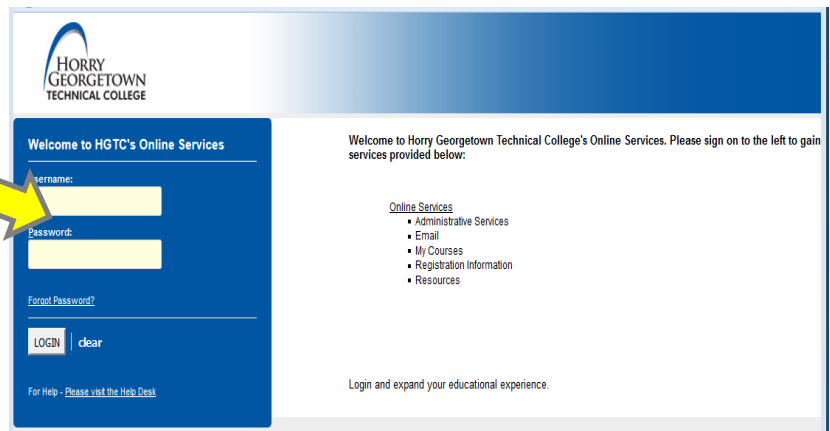 HORRY
GEORGETOWN
TECHNICAL COLLEGE
Welcome to HGTC's Online Services
sername:
Password:
Forgot Password?
LOGIN | clear
For Help - Please visit the Help Desk
Welcome to Horry Georgetown Technical College's Online Services. Please sign on to the left to gain
services provided below:
Online Services
▪ Administrative Services
▪ Email
▪ My Courses
▪ Registration Information
▪ Resources
Login and expand your educational experience.